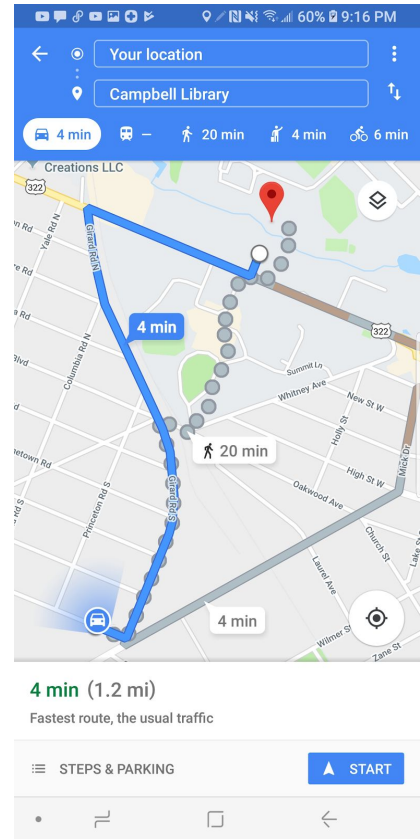 60% 9:16 PM
Your location
Campbell Library
4 min
–
20 min
4 min
6 min
Creations LLC
322
Yale Rd N
Girard Rd N
4 min
Columbia Rd N
322
Summit Ln
Whitney Ave
New St W
Holly St
Mick Dr
20 min
High St W
Oakwood Ave
Girard Rd S
Princeton Rd S
Church St
Laurel Ave
4 min
Wilmer S
Zane St
4 min (1.2 mi)
Fastest route, the usual traffic
STEPS & PARKING
START